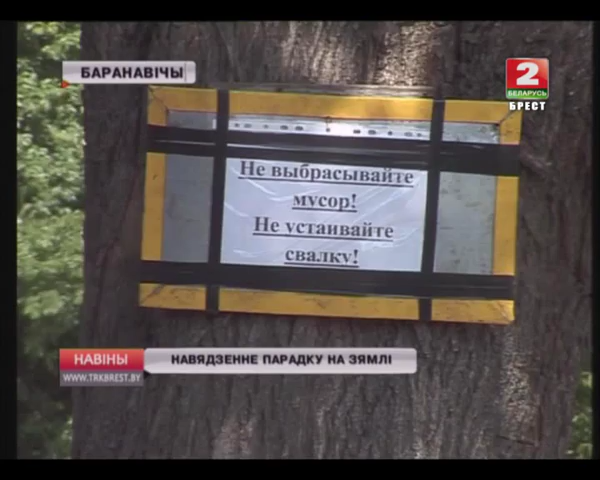 БАРАНАВІЧЫ
2
БЕЛАРУСЬ
БРЕСТ
Не выбрасывайте
мусор!
Не устаивайте
свалку!
НАВІНЫ
НАВЯДЗЕННЕ ПАРАДКУ НА ЗЯМЛІ
WWW.TRKBREST.BY